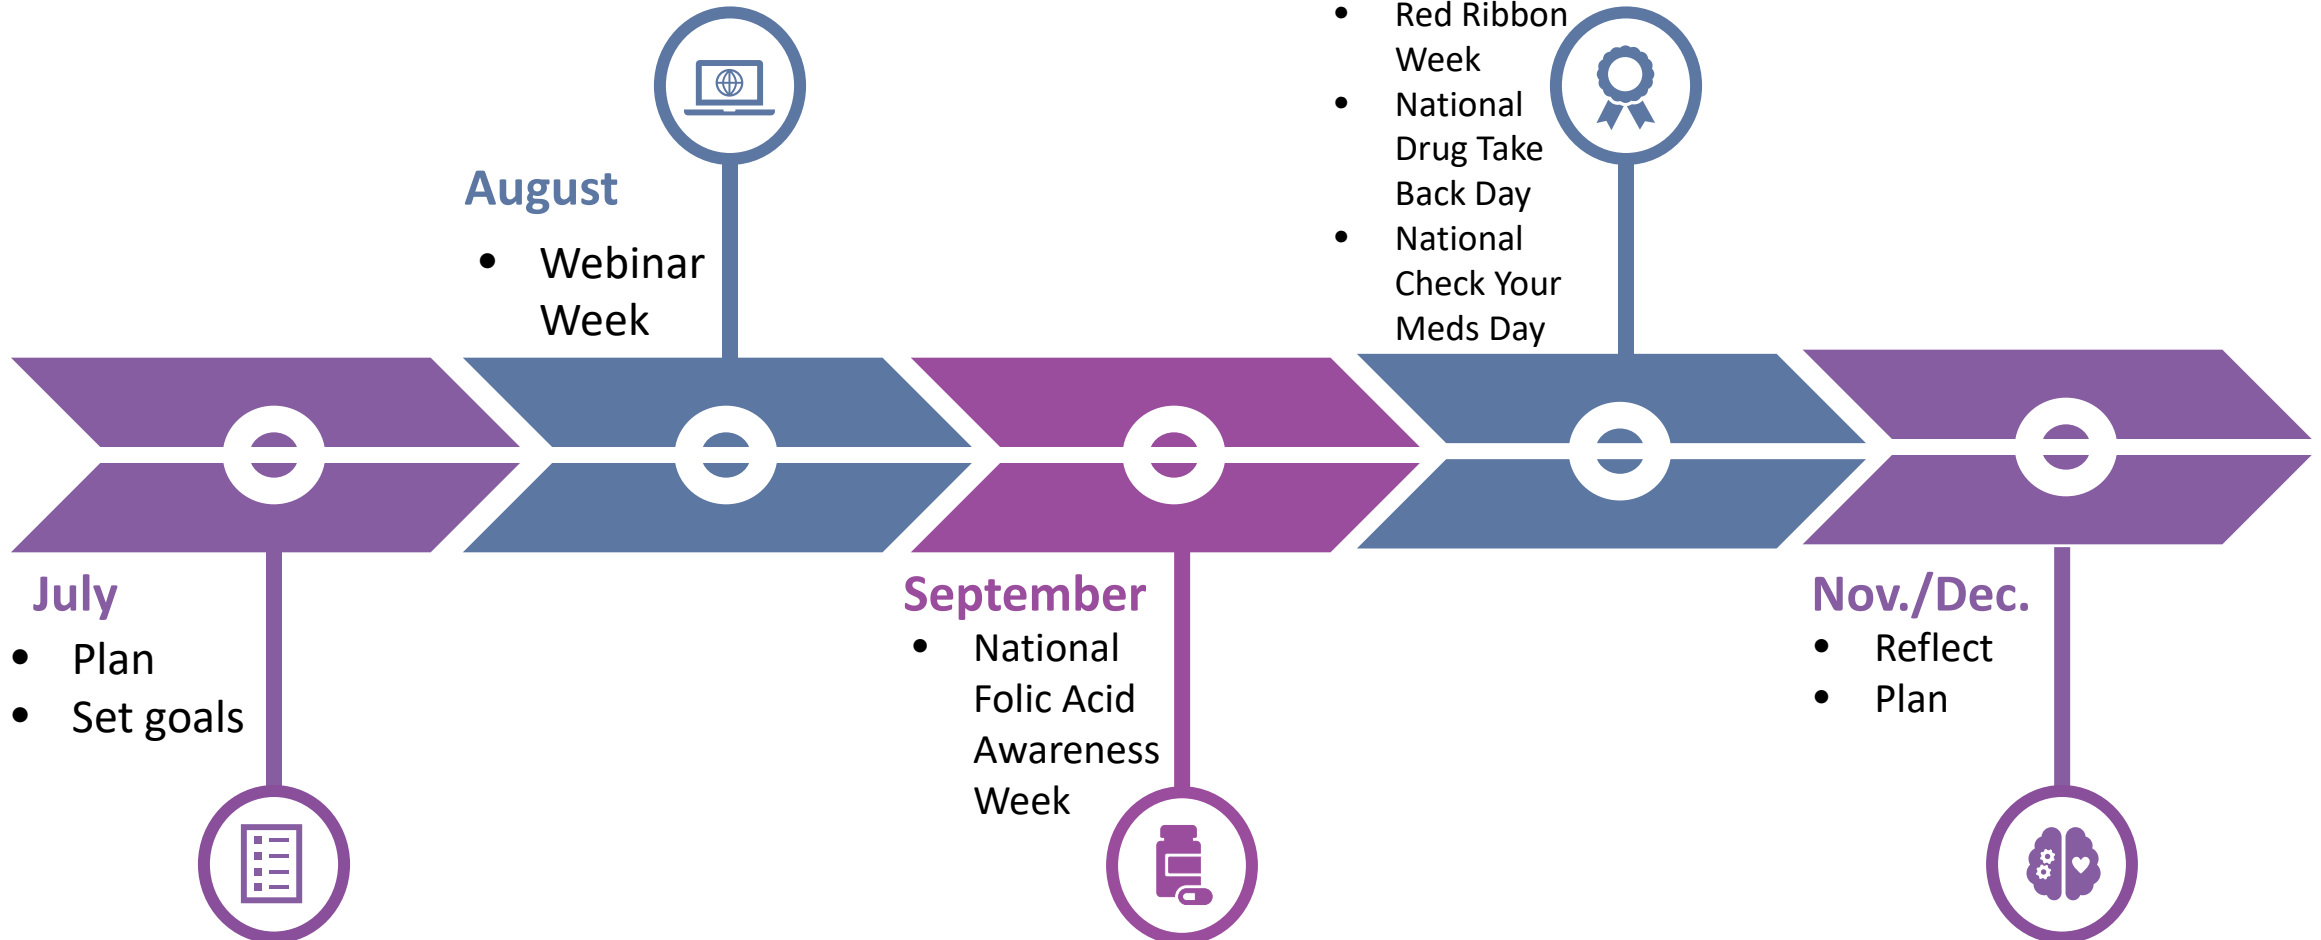 July
• Plan
• Set goals
August
• Webinar
Week
September
• National
Folic Acid
Awareness
Week
• Red Ribbon
Week
• National
Drug Take
Back Day
• National
Check Your
Meds Day
Nov./Dec.
• Reflect
• Plan